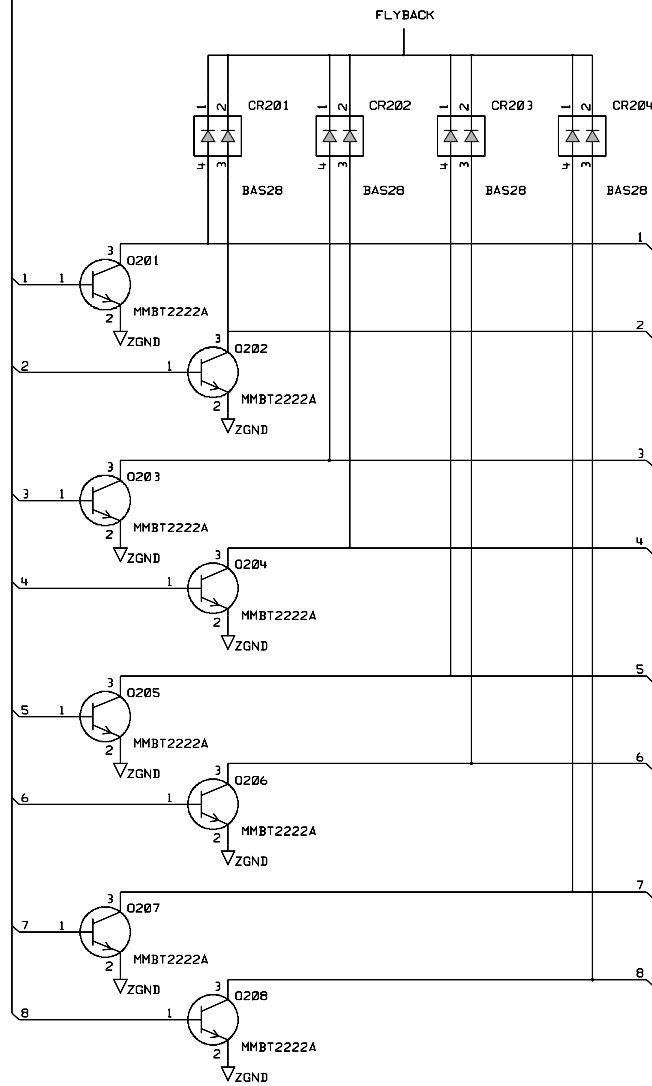 FLYBACK
1 2 CR201 1 2 CR202 1 2 CR203 1 2 CR204
4 3 4 3 4 3 4 3
BAS28 BAS28 BAS28 BAS28
3 Q201 1
1 1
MMBT2222A
2
ZGND
3 Q202 2
2 1
MMBT2222A
2
ZGND
3 Q203 3
3 1
MMBT2222A
2
ZGND
3 Q204 4
4 1
MMBT2222A
2
ZGND
3 Q205 5
5 1
MMBT2222A
2
ZGND
3 Q206 6
6 1
MMBT2222A
2
ZGND
3 Q207 7
7 1
MMBT2222A
2
ZGND
3 Q208 8
8 1
MMBT2222A
2
ZGND